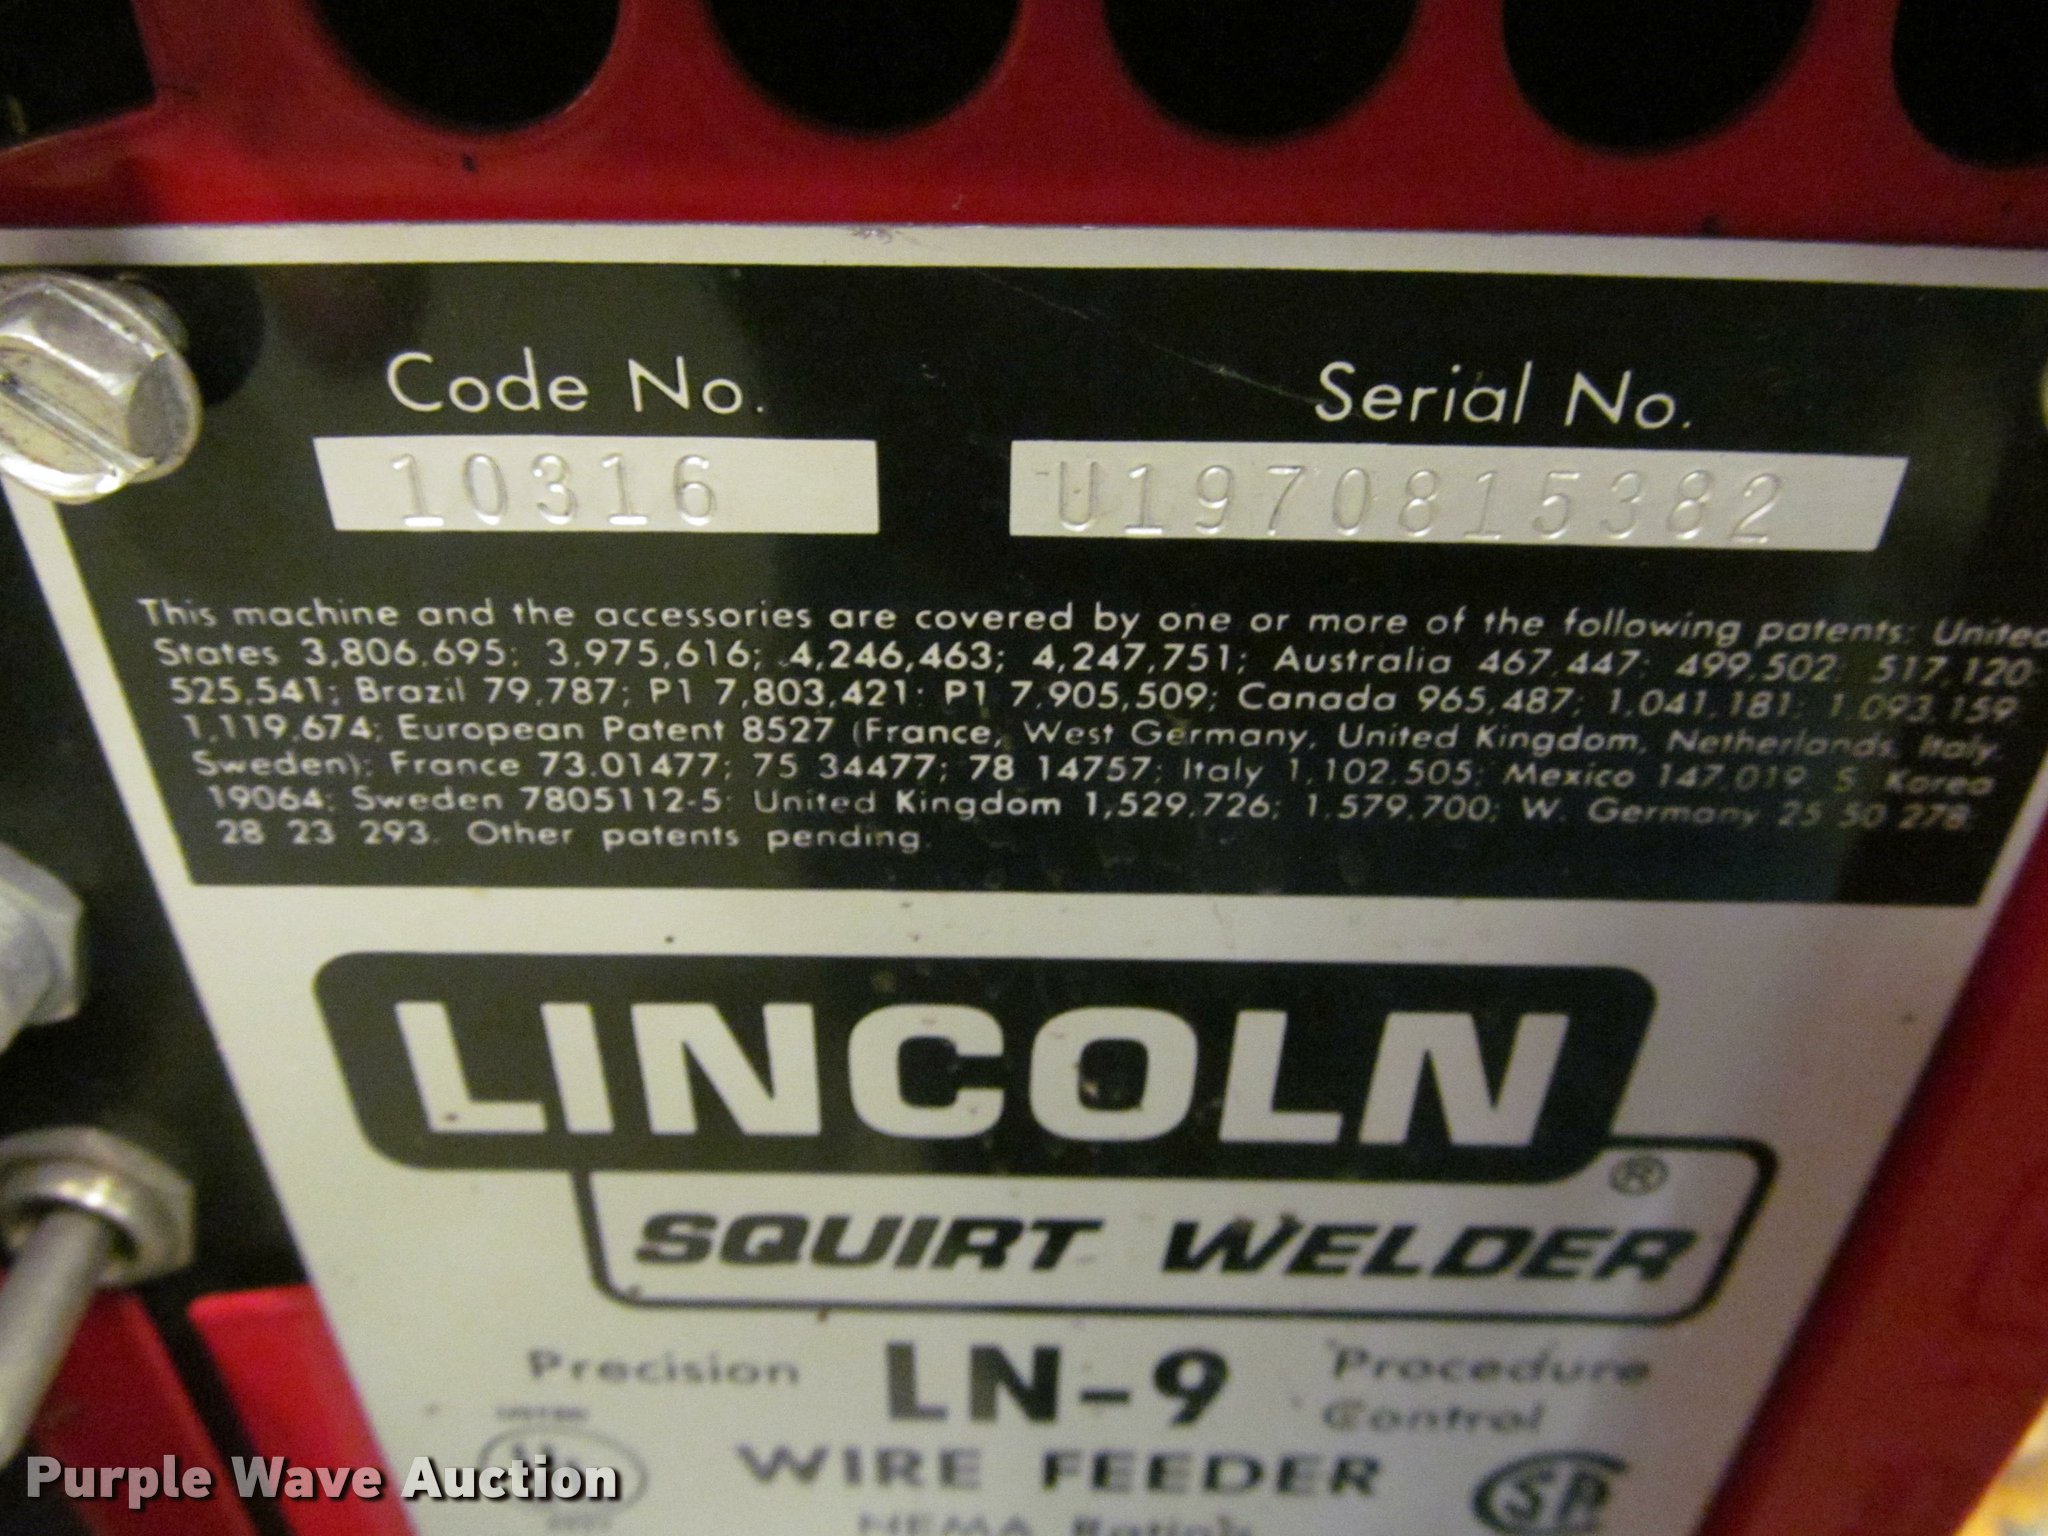 Code No. Serial No.
10316 U1970815382
This machine and the accessories are covered by one or more of the following patents: United
States 3,806,695; 3,975,616; 4,246,463; 4,247,751; Australia 467,447; 499,502; 517,120;
525,541; Brazil 79,787; P1 7,803,421; P1 7,905,509; Canada 965,487; 1,041,181; 1,093,159
1,119,674; European Patent 8527 (France, West Germany, United Kingdom, Netherlands, Italy,
Sweden); France 73.01477; 75 34477; 78 14757; Italy 1,102,505; Mexico 147,019 S. Korea
19064; Sweden 7805112-5; United Kingdom 1,529,726; 1,579,700; W. Germany 25 50 278;
28 23 293. Other patents pending.
LINCOLN
®
SQUIRT WELDER
Precision LN-9 Procedure
Control
WIRE FEEDER
NEMA
SA
Purple Wave Auction